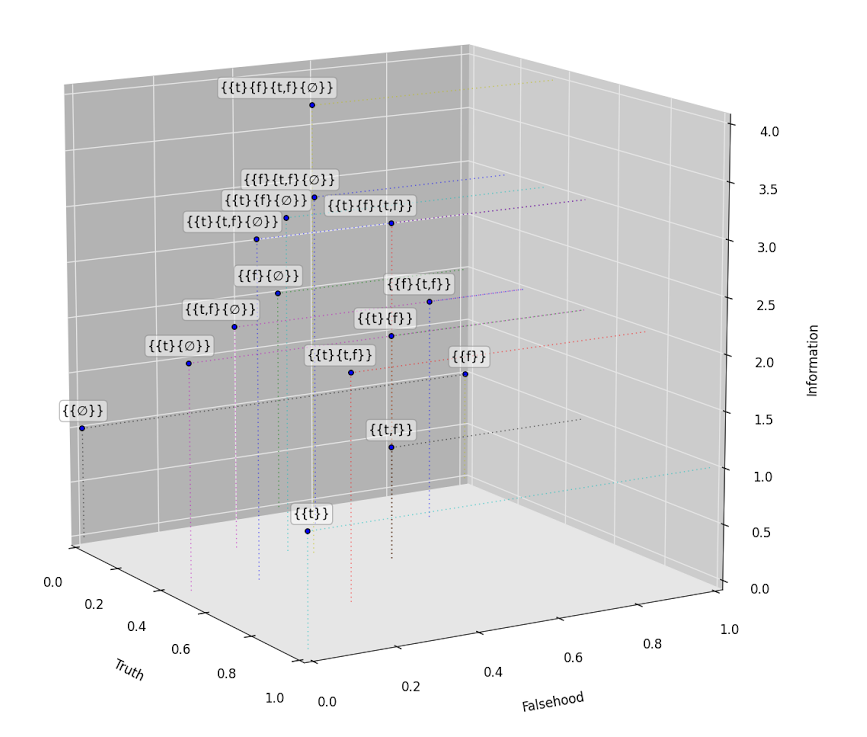 {{t}{f}{t,f}{∅}}
{{f}{t,f}{∅}}
{{t}{f}{∅}}
{{t}{f}{t,f}}
{{t}{t,f}{∅}}
{{f}{∅}}
{{f}{t,f}}
{{t,f}{∅}}
{{t}{f}}
{{t}{∅}}
{{t}{t,f}}
{{f}}
{{∅}}
{{t,f}}
{{t}}
4.0
3.5
3.0
2.5
2.0
1.5
1.0
0.5
0.0
Information
0.0
0.2
0.4
0.6
0.8
1.0
Truth
0.0
0.2
0.4
0.6
0.8
1.0
Falsehood